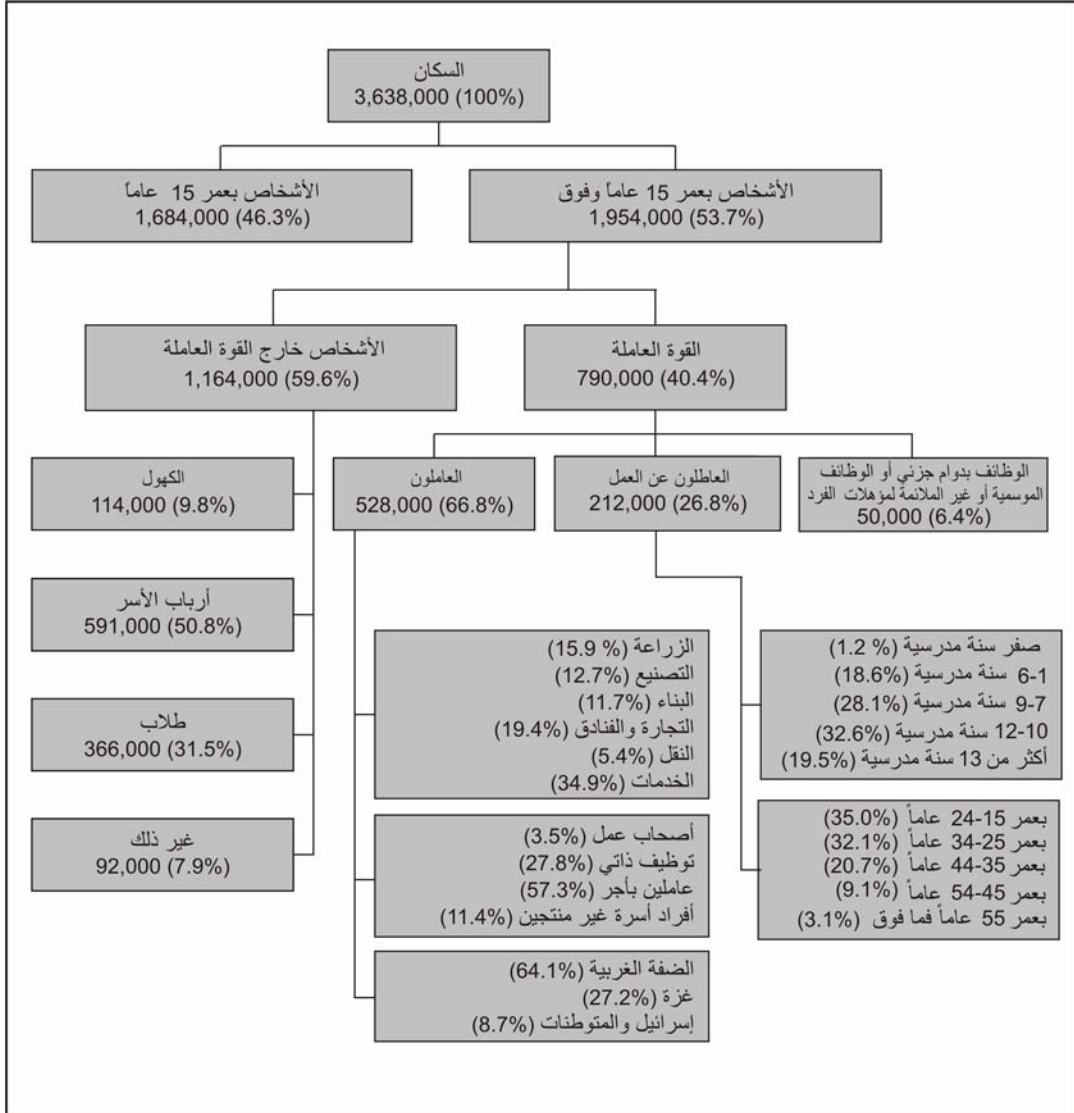 السكان
3,638,000 (100%)
الأشخاص بعمر 15 عاماً وفوق
1,954,000 (53.7%)
الأشخاص بعمر 15 عاماً
1,684,000 (46.3%)
القوة العاملة
790,000 (40.4%)
الأشخاص خارج القوة العاملة
1,164,000 (59.6%)
الوظائف بدوام جزئي أو الوظائف
الموسمية أو غير الملائمة لمؤهلات الفرد
50,000 (6.4%)
العاطلون عن العمل
212,000 (26.8%)
العاملون
528,000 (66.8%)
الكهول
114,000 (9.8%)
أرباب الأسر
591,000 (50.8%)
طلاب
366,000 (31.5%)
غير ذلك
92,000 (7.9%)
صفر سنة مدرسية (1.2 %)
6-1 سنة مدرسية (18.6%)
9-7 سنة مدرسية (28.1%)
12-10 سنة مدرسية (32.6%)
أكثر من 13 سنة مدرسية (19.5%)
بعمر 15-24 عاماً (35.0%)
بعمر 25-34 عاماً (32.1%)
بعمر 35-44 عاماً (20.7%)
بعمر 45-54 عاماً (9.1%)
بعمر 55 عاماً فما فوق (3.1%)
الزراعة (15.9 %)
التصنيع (12.7%)
البناء (11.7%)
التجارة والفنادق (19.4%)
النقل (5.4%)
الخدمات (34.9%)
أصحاب عمل (3.5%)
توظيف ذاتي (27.8%)
عاملين بأجر (57.3%)
أفراد أسرة غير منتجين (11.4%)
الضفة الغربية (64.1%)
غزة (27.2%)
إسرائيل والمتوطنات (8.7%)